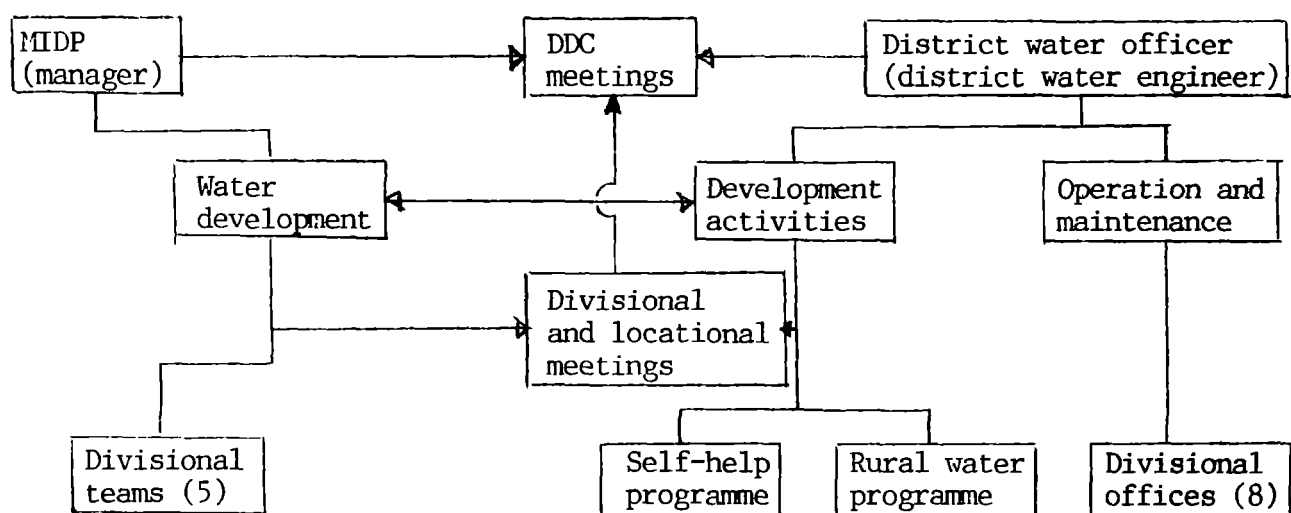 MIDP
(manager)
DDC
meetings
District water officer
(district water engineer)
Water
development
Development
activities
Operation and
maintenance
Divisional
and locational
meetings
Divisional
teams (5)
Self-help
programme
Rural water
programme
Divisional
offices (8)